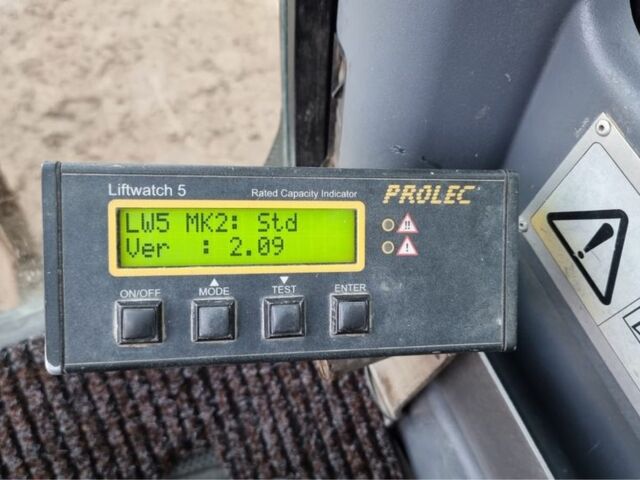 Liftwatch 5 Rated Capacity Indicator PROLEC
LW5 MK2: Std
Ver : 2.09
!!
!
ON/OFF MODE TEST ENTER
!